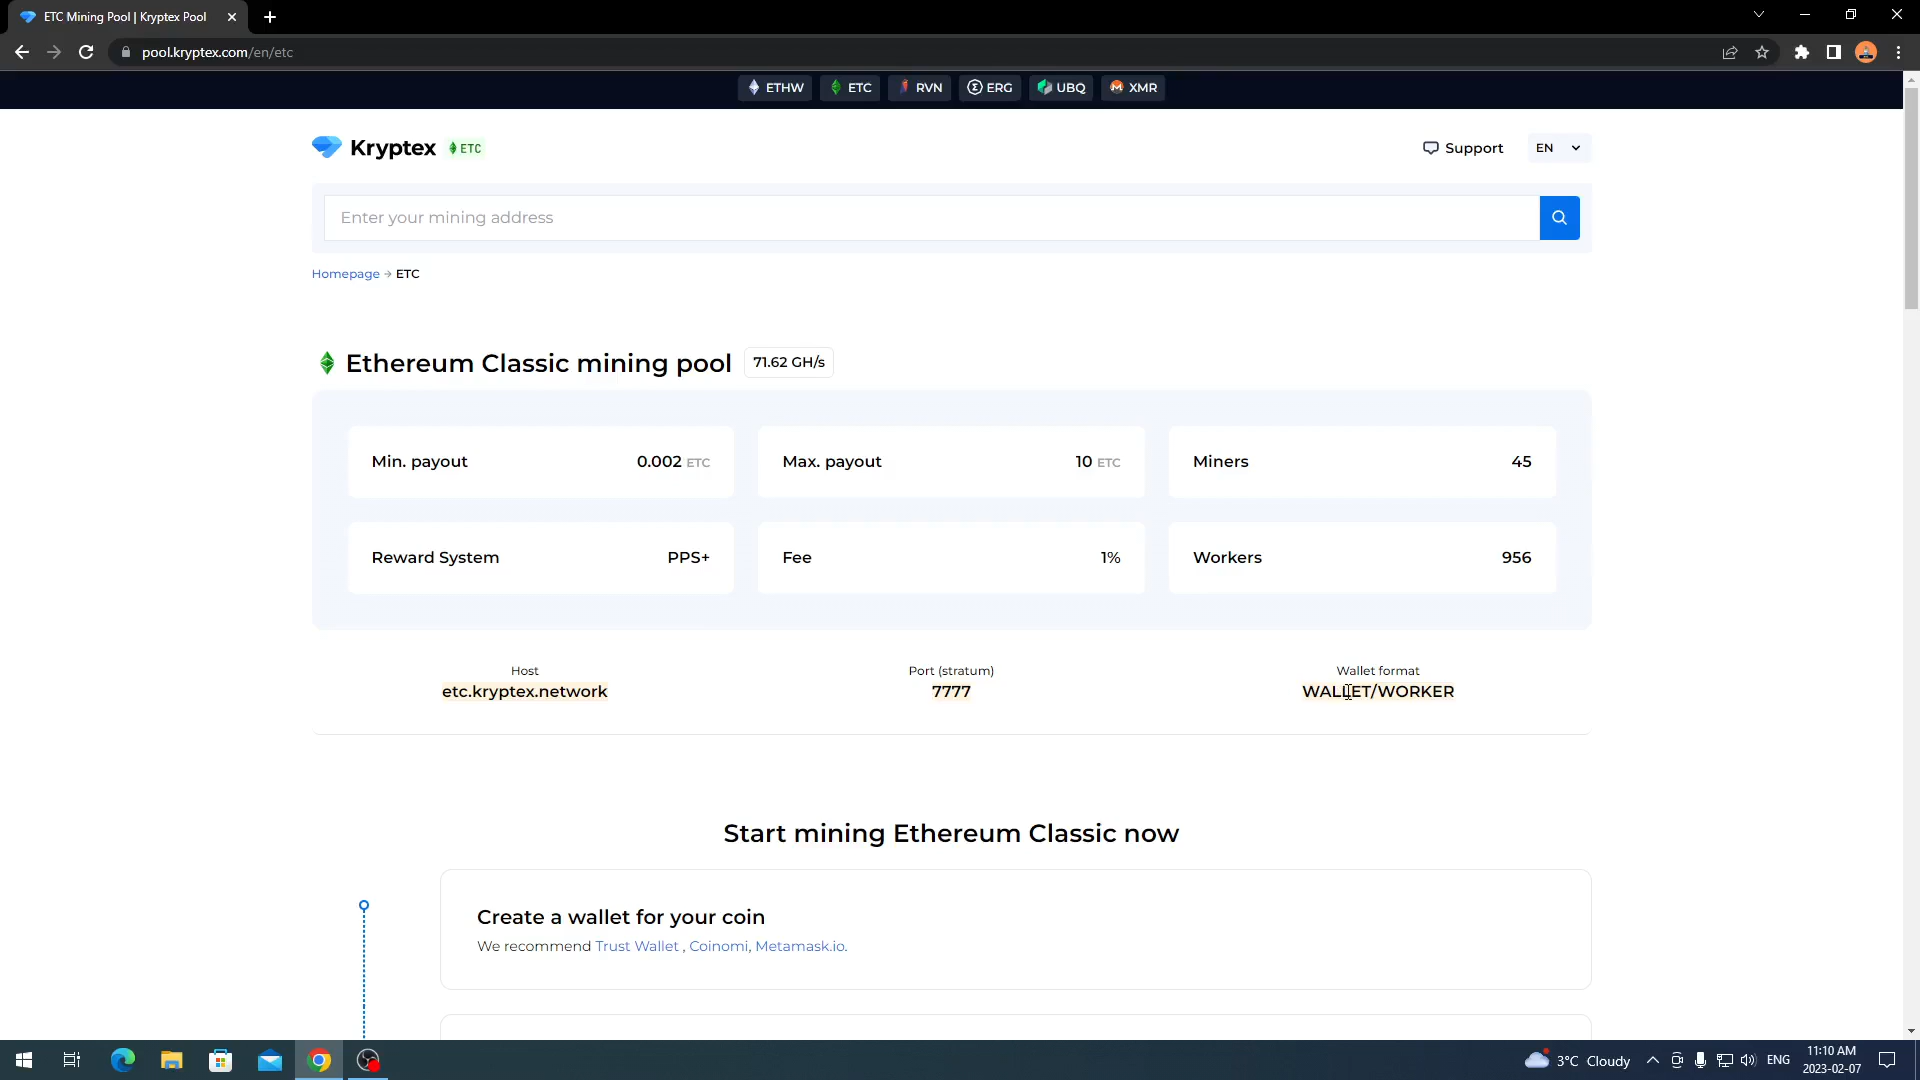 ETC Mining Pool | Kryptex Pool
pool.kryptex.com/en/etc
ETHW ETC RVN ERG UBQ XMR
Kryptex ETC
Support EN
Enter your mining address
Homepage → ETC
Ethereum Classic mining pool 71.62 GH/s
Min. payout 0.002 ETC Max. payout 10 ETC Miners 45
Reward System PPS+ Fee 1% Workers 956
Host Port (stratum) Wallet format
etc.kryptex.network 7777 WALLET/WORKER
Start mining Ethereum Classic now
Create a wallet for your coin
We recommend Trust Wallet , Coinomi, Metamask.io.
3°C Cloudy ENG 11:10 AM
2023-02-07